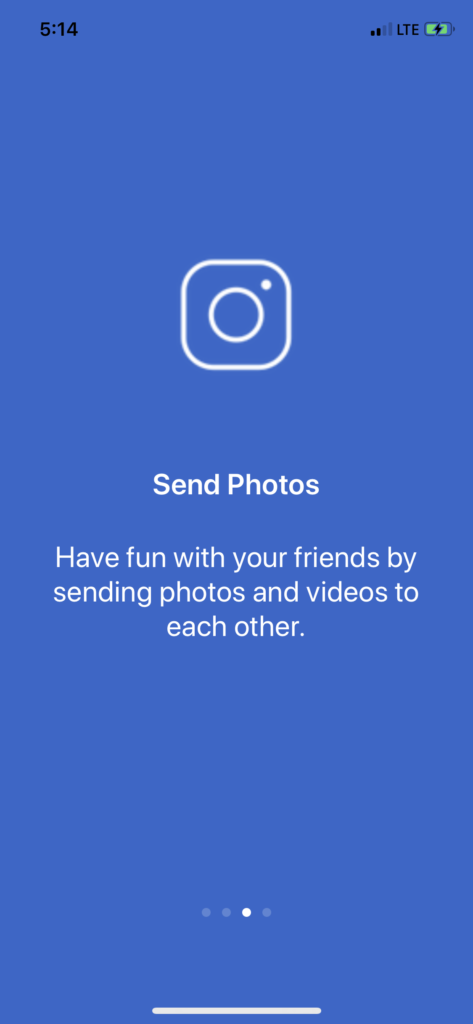 5:14
LTE
Send Photos
Have fun with your friends by
sending photos and videos to
each other.